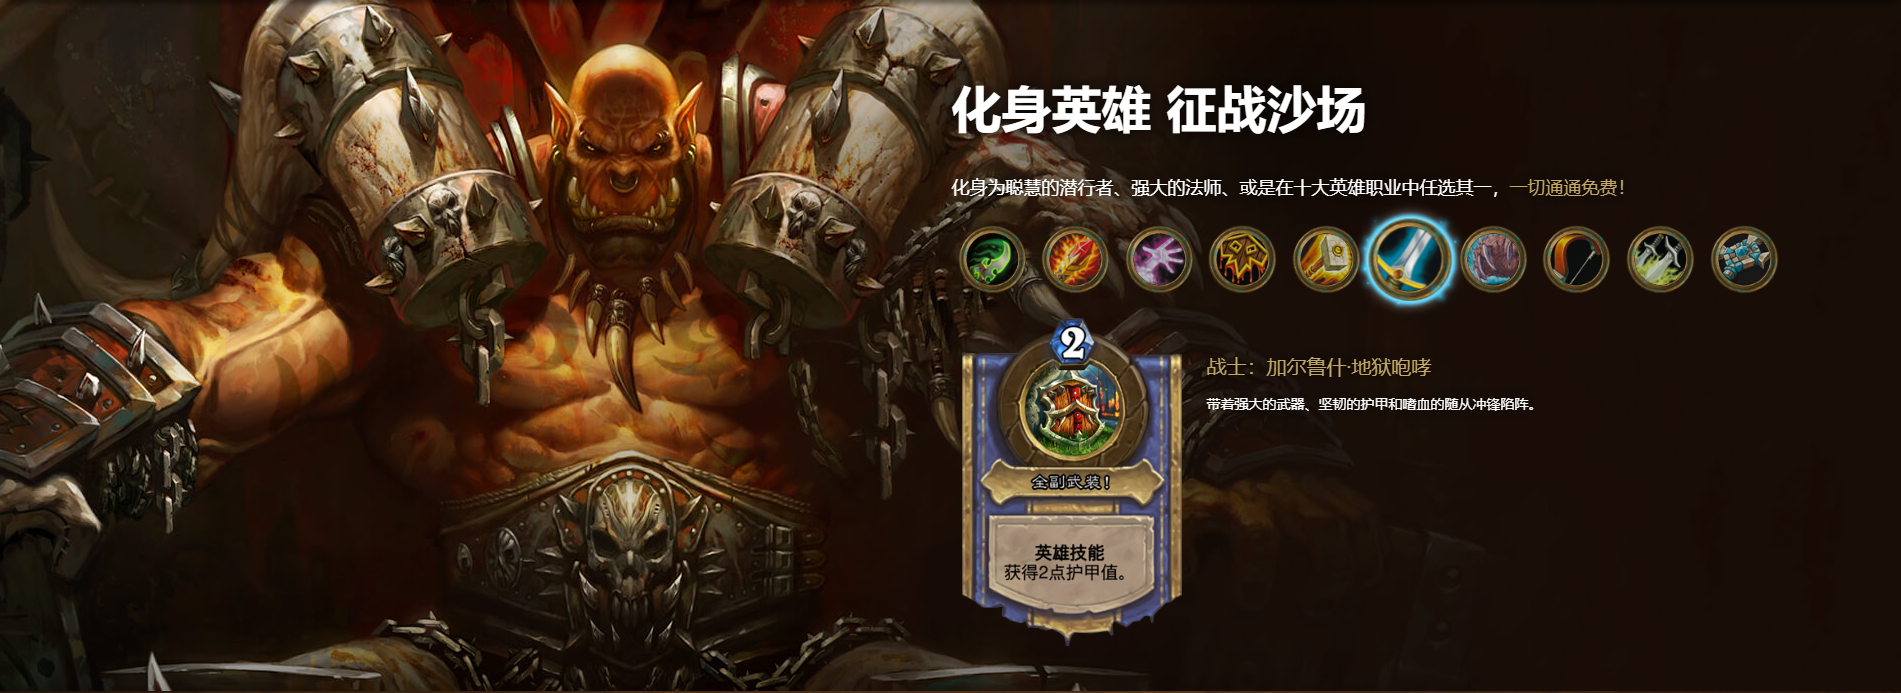 化身英雄 征战沙场
化身为聪慧的潜行者、强大的法师、或是在十大英雄职业中任选其一，一切通通免费！
2
全副武装！
英雄技能
获得2点护甲值。
战士：加尔鲁什·地狱咆哮
带着强大的武器、坚韧的护甲和嗜血的随从冲锋陷阵。